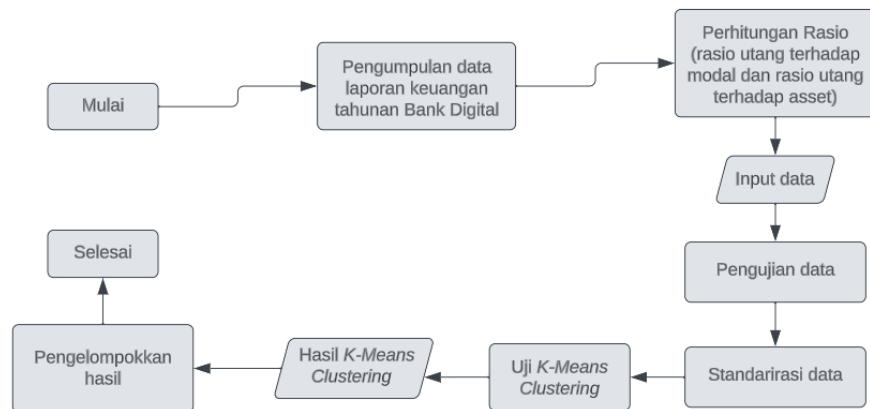 Mulai
Pengumpulan data
laporan keuangan
tahunan Bank Digital
Perhitungan Rasio
(rasio utang terhadap
modal dan rasio utang
terhadap asset)
Input data
Pengujian data
Standarirasi data
Uji K-Means
Clustering
Hasil K-Means
Clustering
Pengelompokkan
hasil
Selesai